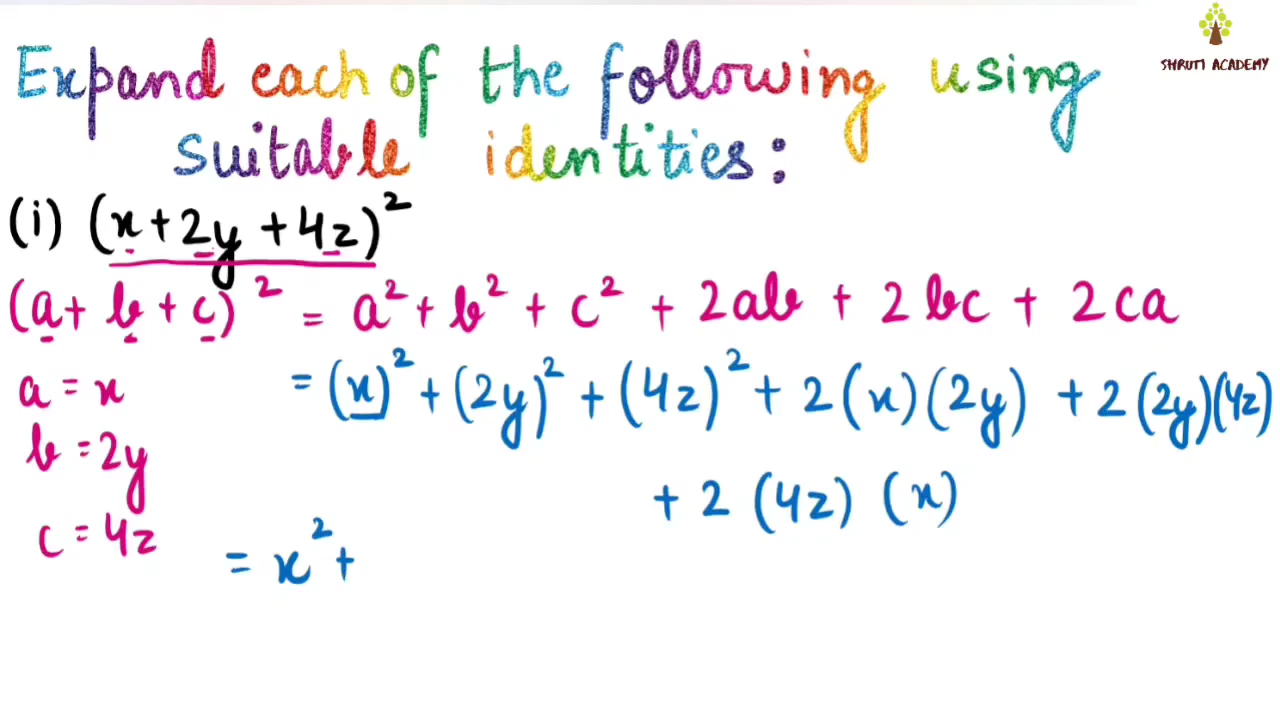 SHRUTI ACADEMY
Expand each of the following using
suitable identities:
(i) (x + 2y + 4z)²
(a + b + c)² = a² + b² + c² + 2ab + 2bc + 2ca
a = x
b = 2y
c = 4z
= (x)² + (2y)² + (4z)² + 2(x)(2y) + 2(2y)(4z)
+ 2 (4z) (x)
= x² +